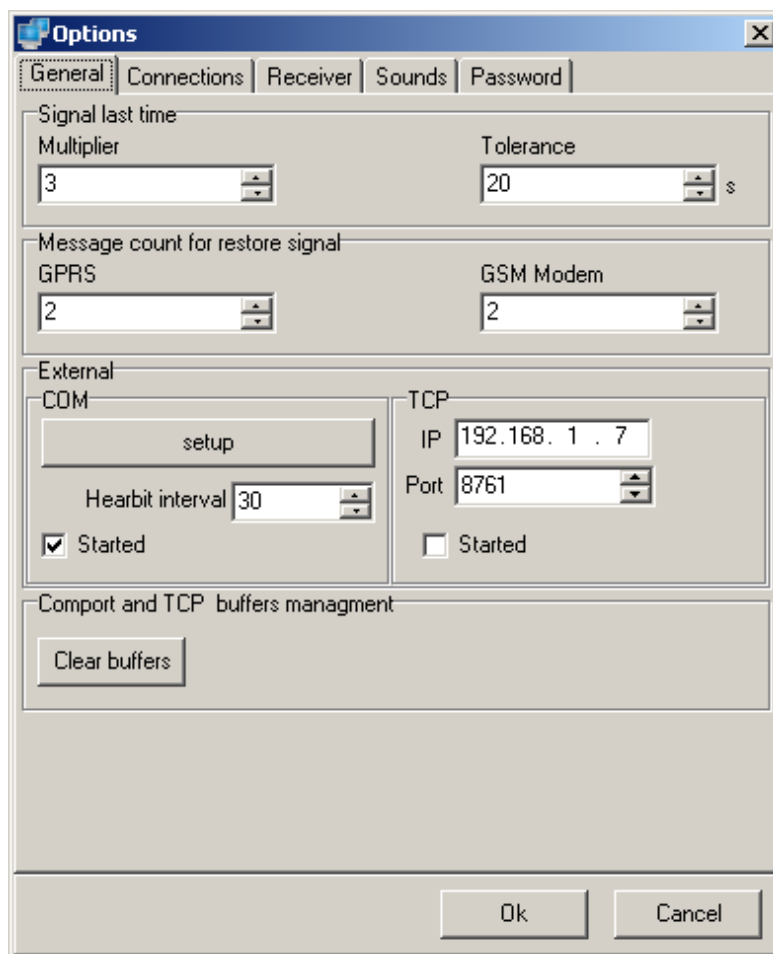 Options
General Connections Receiver Sounds Password
Signal last time
Multiplier Tolerance
3 20 s
Message count for restore signal
GPRS GSM Modem
2 2
External
COM TCP
setup IP 192.168. 1 . 7
Hearbit interval 30 Port 8761
Started Started
Comport and TCP buffers managment
Clear buffers
Ok Cancel